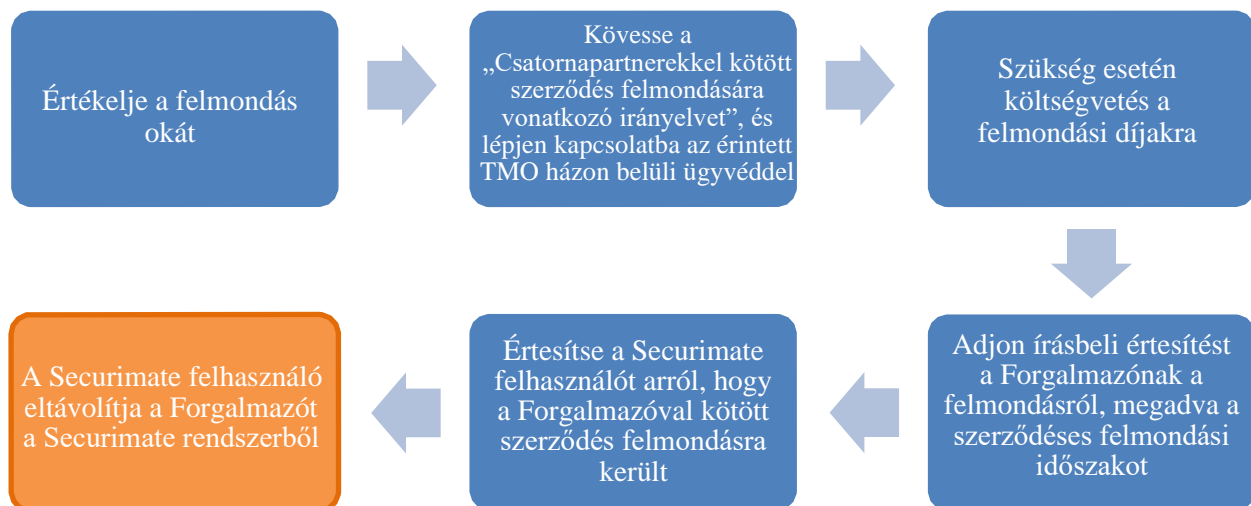 Értékelje a felmondás
okát
Kövesse a
„Csatornapartnerekkel kötött
szerződés felmondására
vonatkozó irányelvet”, és
lépjen kapcsolatba az érintett
TMO házon belüli ügyvéddel
Szükség esetén
költségvetés a
felmondási díjakra
Adjon írásbeli értesítést
a Forgalmazónak a
felmondásról, megadva a
szerződéses felmondási
időszakot
Értesítse a Securimate
felhasználót arról, hogy
a Forgalmazóval kötött
szerződés felmondásra
került
A Securimate felhasználó
eltávolítja a Forgalmazót
a Securimate rendszerből